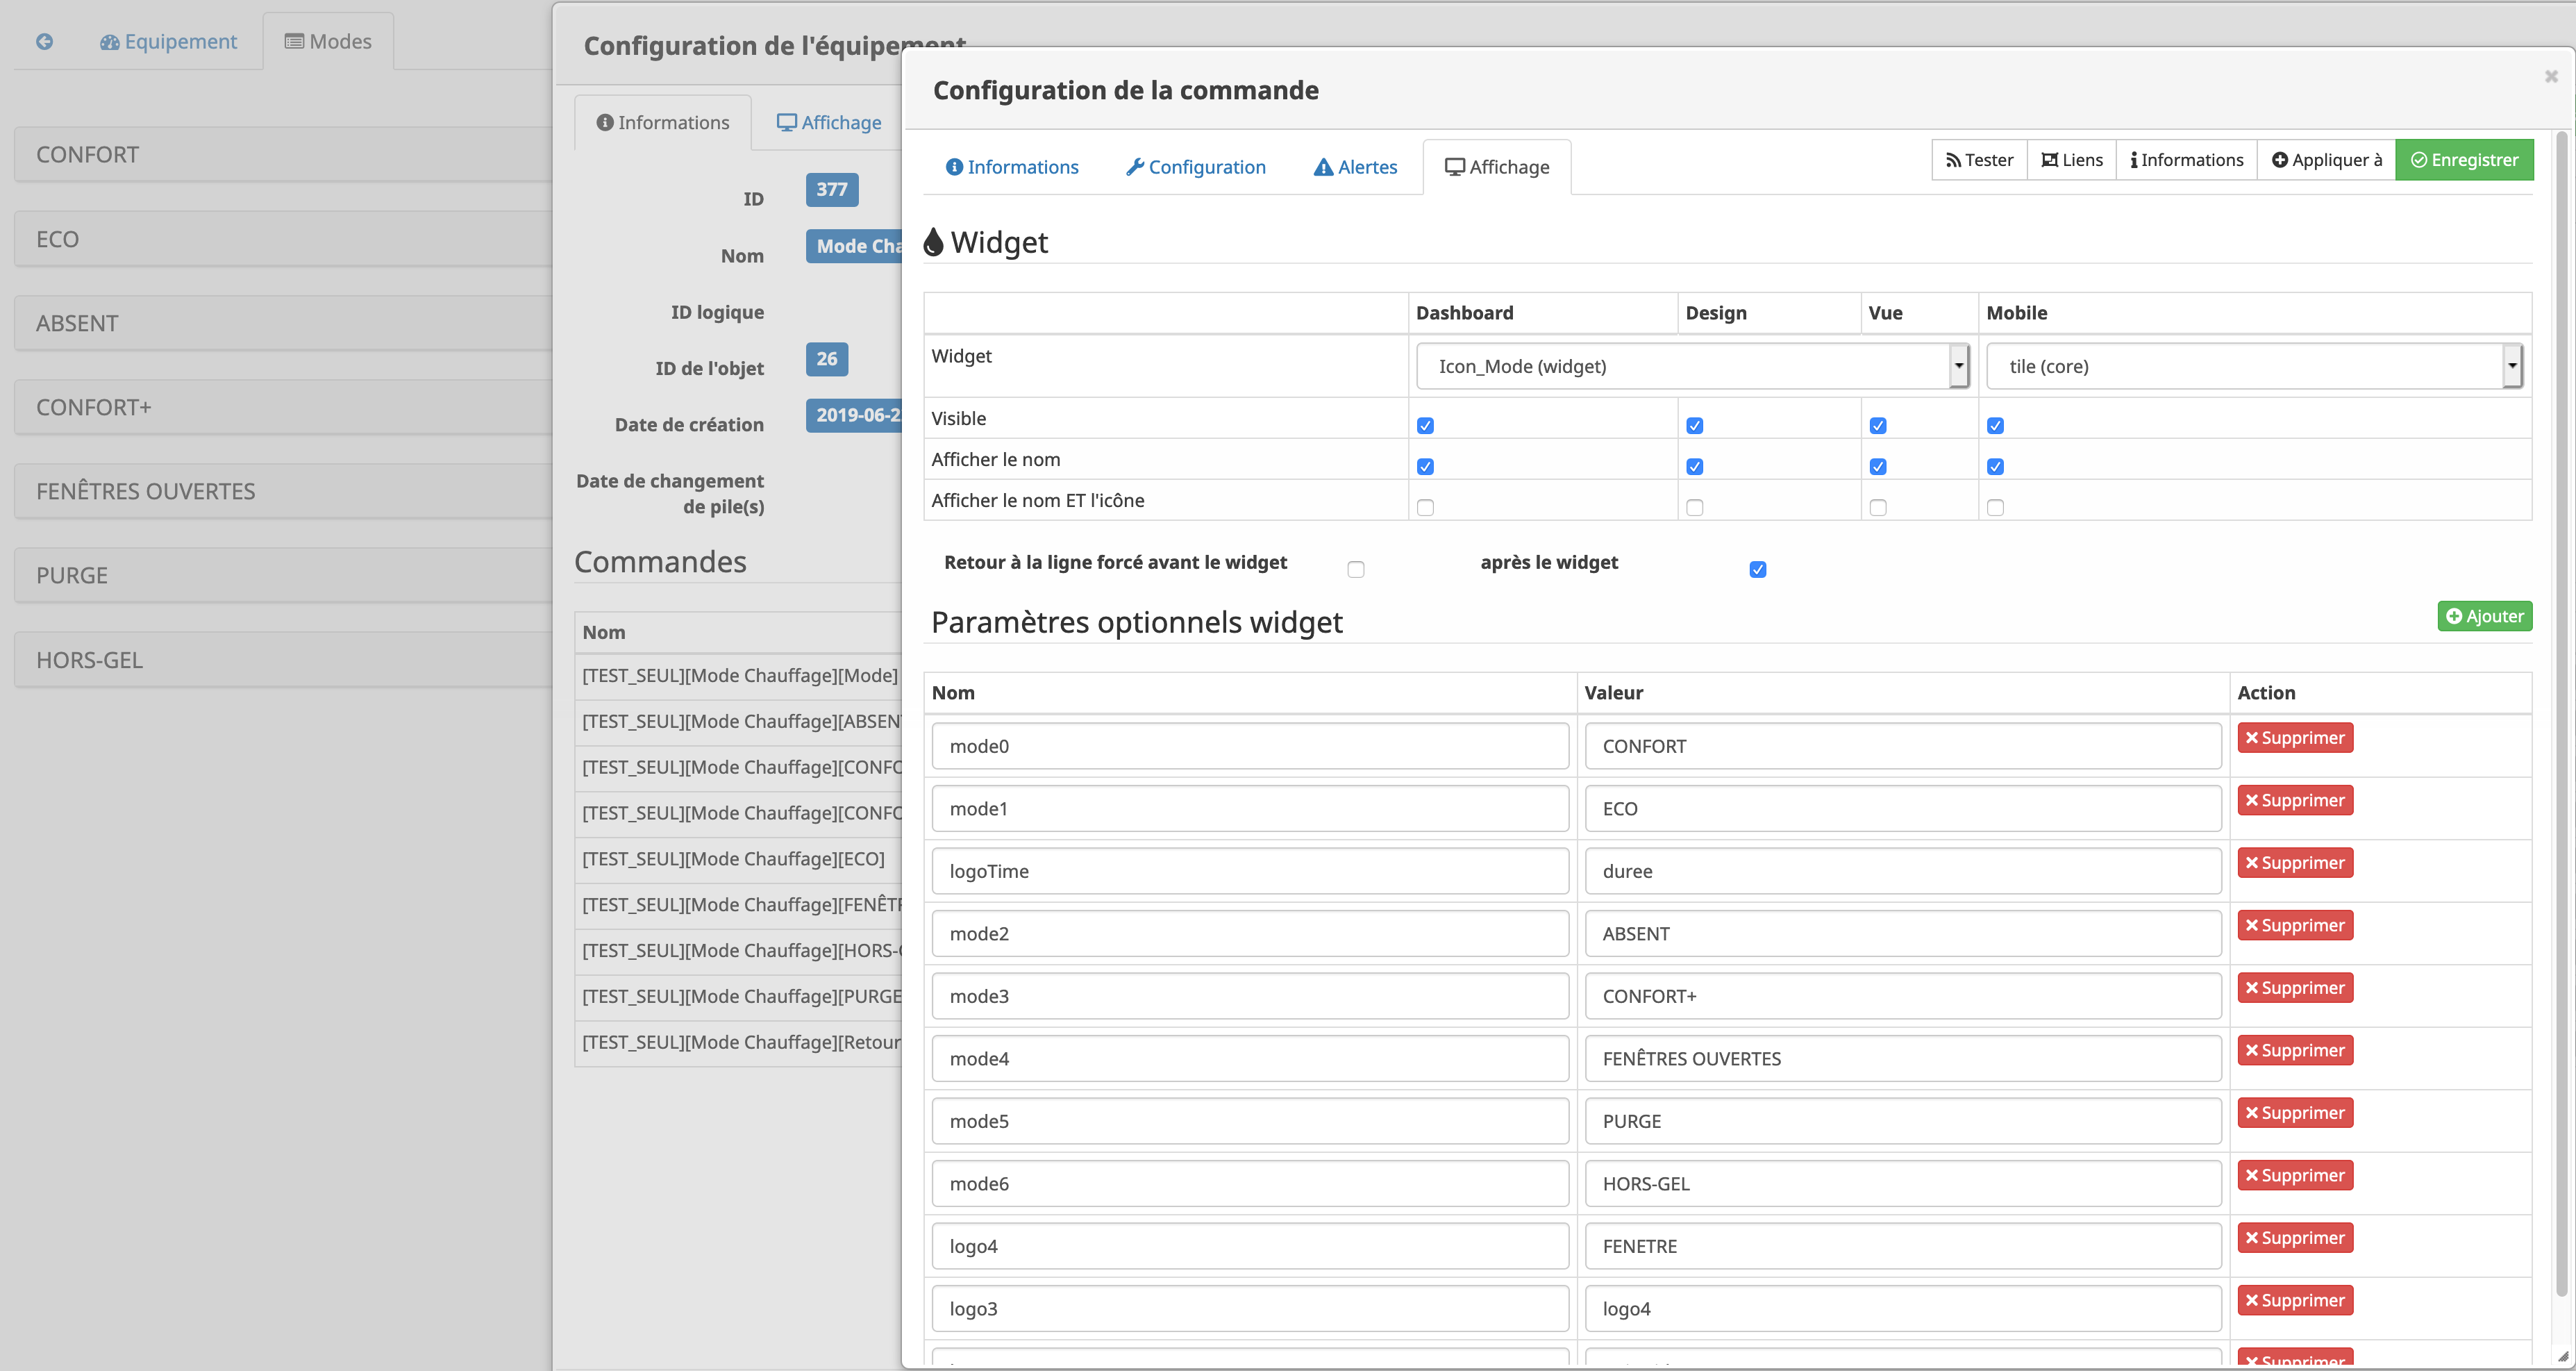 Equipement
Modes
CONFORT
ECO
ABSENT
CONFORT+
FENÊTRES OUVERTES
PURGE
HORS-GEL
Configuration de l'équipement
Informations
Affichage
ID
377
Nom
Mode Cha
ID logique
ID de l'objet
26
Date de création
2019-06-2
Date de changement
de pile(s)
Commandes
Nom
[TEST_SEUL][Mode Chauffage][Mode]
[TEST_SEUL][Mode Chauffage][ABSENT
[TEST_SEUL][Mode Chauffage][CONFO
[TEST_SEUL][Mode Chauffage][CONFO
[TEST_SEUL][Mode Chauffage][ECO]
[TEST_SEUL][Mode Chauffage][FENÊTR
[TEST_SEUL][Mode Chauffage][HORS-G
[TEST_SEUL][Mode Chauffage][PURGE
[TEST_SEUL][Mode Chauffage][Retour
Configuration de la commande
Informations
Configuration
Alertes
Affichage
Tester
Liens
Informations
Appliquer à
Enregistrer
Widget
Dashboard Design Vue Mobile
Widget Icon_Mode (widget) tile (core)
Visible
Afficher le nom
Afficher le nom ET l'icône
Retour à la ligne forcé avant le widget après le widget
Paramètres optionnels widget Ajouter
Nom Valeur Action
mode0 CONFORT Supprimer
mode1 ECO Supprimer
logoTime duree Supprimer
mode2 ABSENT Supprimer
mode3 CONFORT+ Supprimer
mode4 FENÊTRES OUVERTES Supprimer
mode5 PURGE Supprimer
mode6 HORS-GEL Supprimer
logo4 FENETRE Supprimer
logo3 logo4 Supprimer
Supprimer